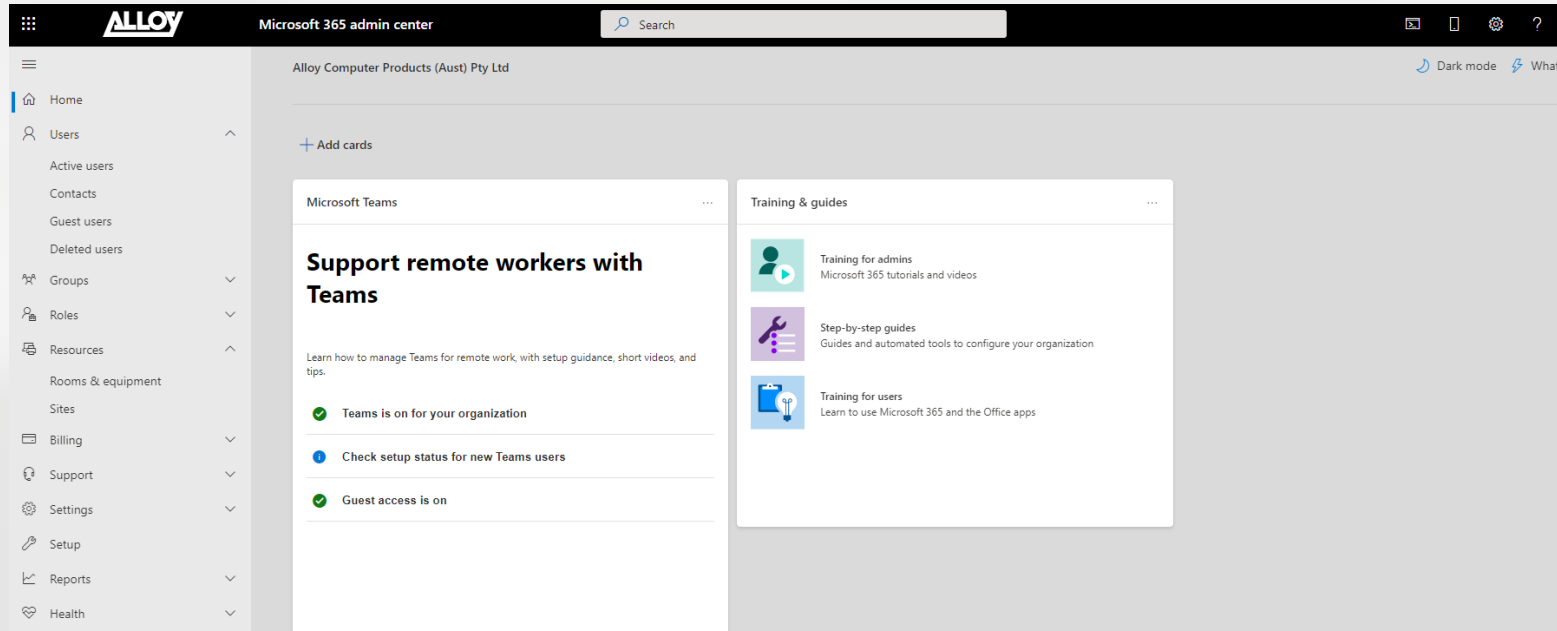 ALLOY
Microsoft 365 admin center
Search
?
Alloy Computer Products (Aust) Pty Ltd
Dark mode
What
Home
Users
Active users
Contacts
Guest users
Deleted users
Groups
Roles
Resources
Rooms & equipment
Sites
Billing
Support
Settings
Setup
Reports
Health
+ Add cards
Microsoft Teams
...
Support remote workers with
Teams
Learn how to manage Teams for remote work, with setup guidance, short videos, and
tips.
Teams is on for your organization
Check setup status for new Teams users
Guest access is on
Training & guides
...
Training for admins
Microsoft 365 tutorials and videos
Step-by-step guides
Guides and automated tools to configure your organization
Training for users
Learn to use Microsoft 365 and the Office apps